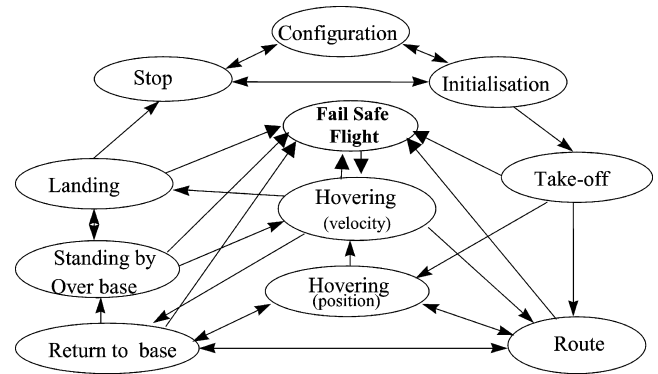 Configuration
Stop
Initialisation
Fail Safe
Flight
Landing
Hovering
(velocity)
Take-off
Standing by
Over base
Hovering
(position)
Return to base
Route